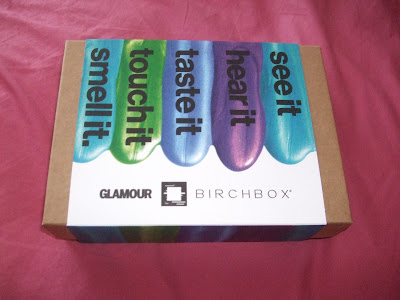 smell it.
touch it
taste it
hear it
see it
GLAMOUR BIRCHBOX